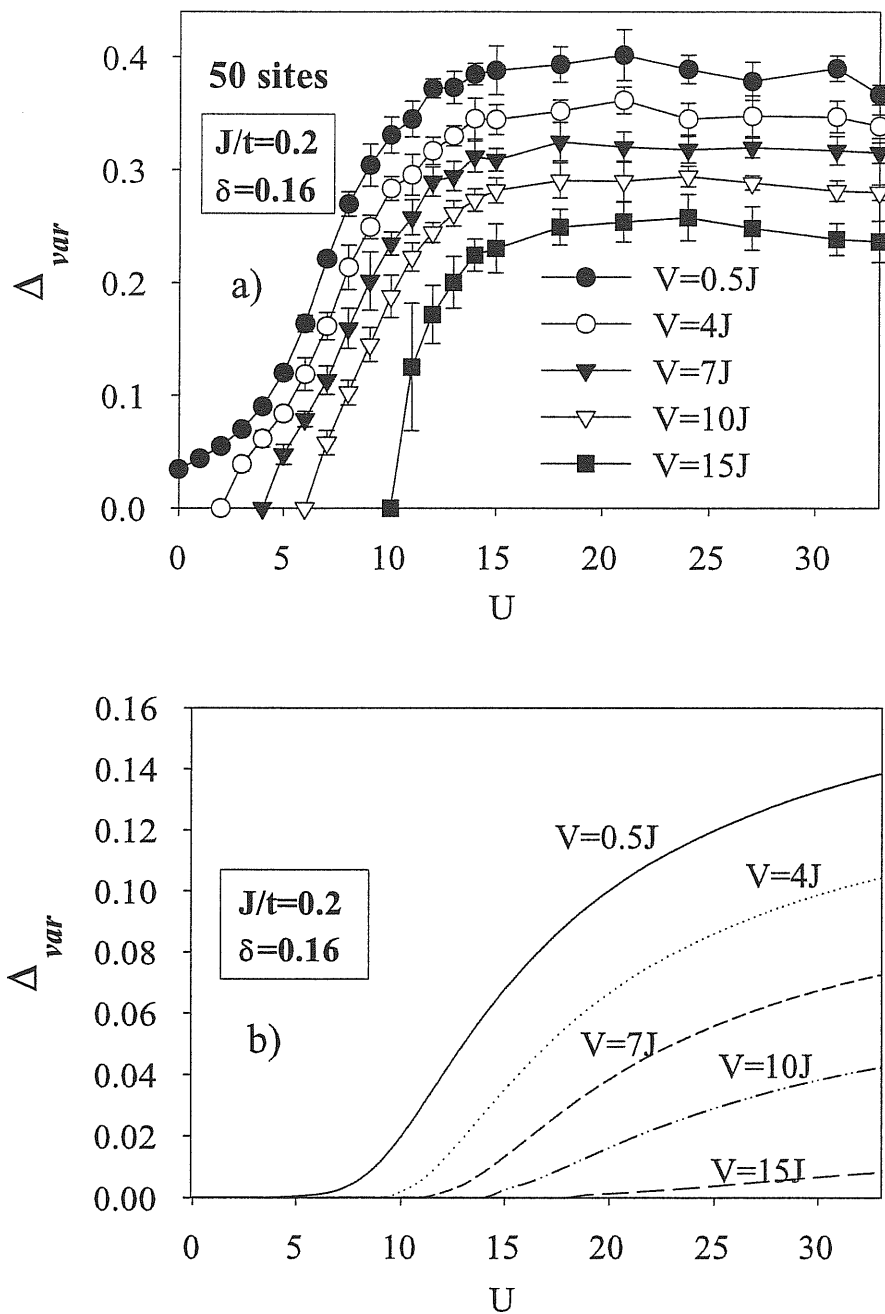 0.4
0.3
0.2
0.1
0.0
Δvar
50 sites
J/t=0.2
δ=0.16
a)
V=0.5J
V=4J
V=7J
V=10J
V=15J
0 5 10 15 20 25 30
U
0.16
0.14
0.12
0.10
0.08
0.06
0.04
0.02
0.00
Δvar
V=0.5J
V=4J
J/t=0.2
δ=0.16
b)
V=7J
V=10J
V=15J
0 5 10 15 20 25 30
U